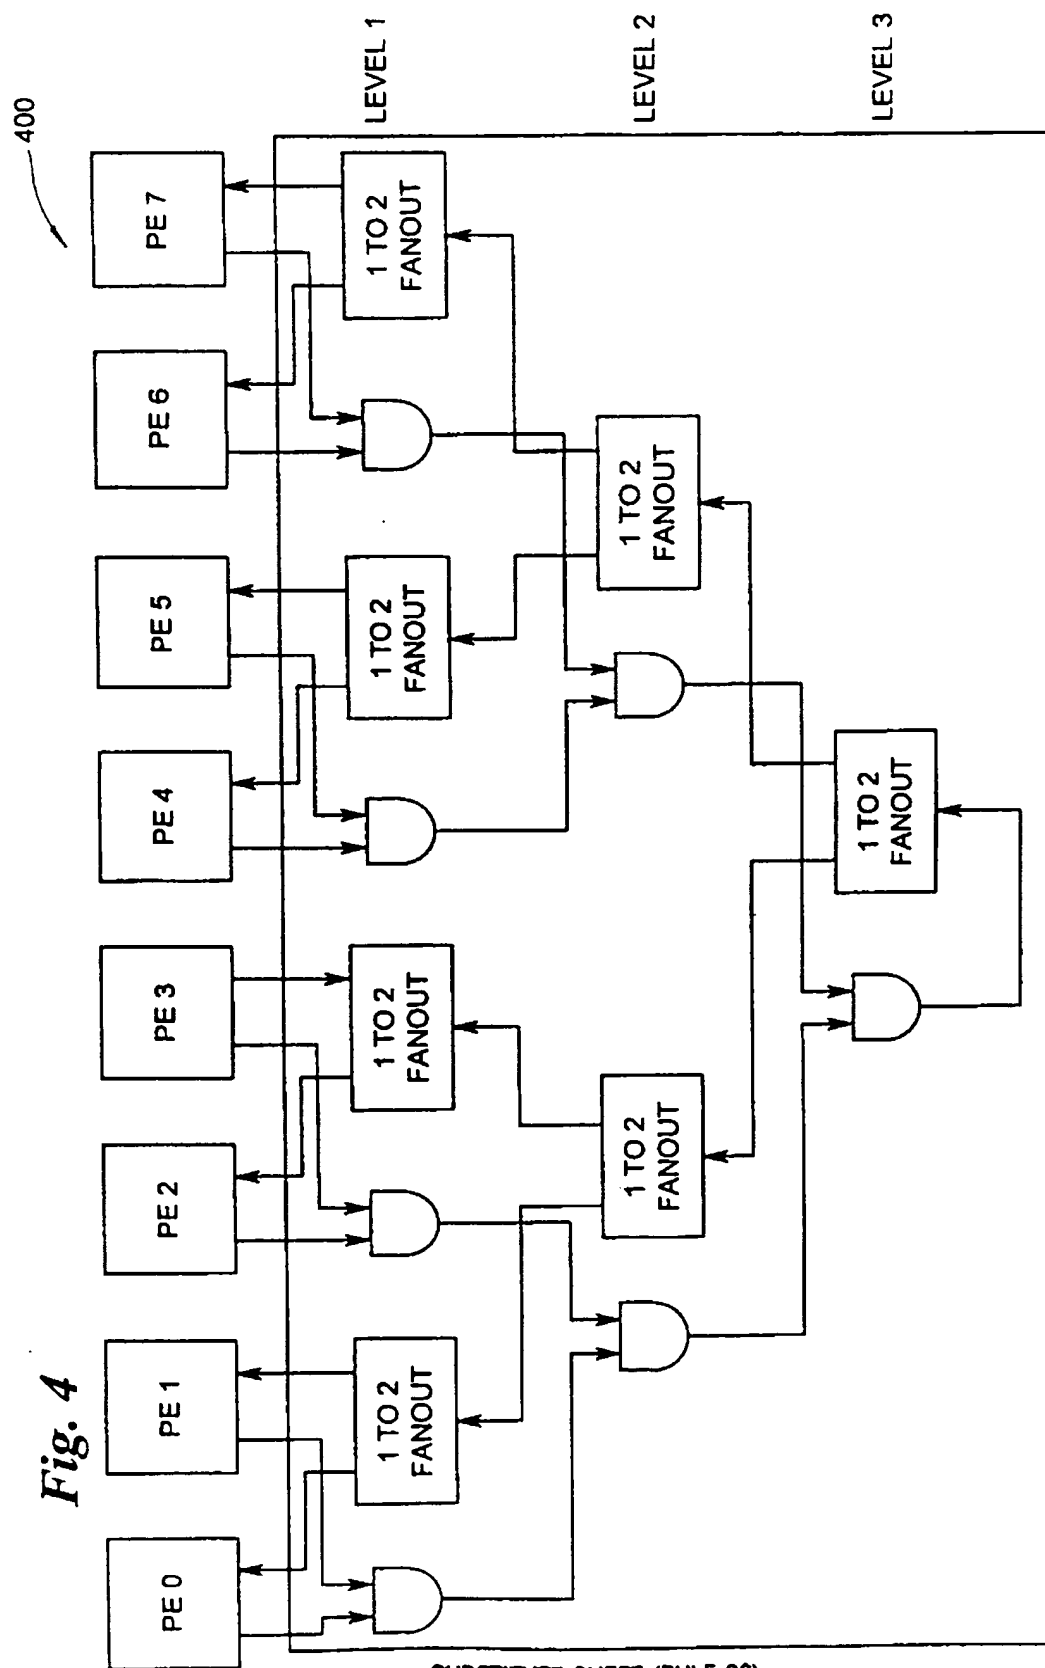 Fig. 4
400
PE 0
PE 1
PE 2
PE 3
PE 4
PE 5
PE 6
PE 7
LEVEL 1
1 TO 2
FANOUT
1 TO 2
FANOUT
1 TO 2
FANOUT
1 TO 2
FANOUT
LEVEL 2
1 TO 2
FANOUT
1 TO 2
FANOUT
LEVEL 3
1 TO 2
FANOUT